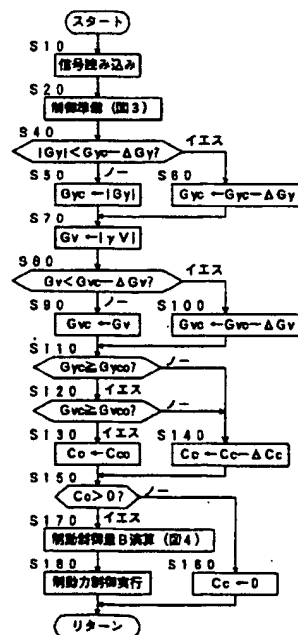 スタート
S10
信号読み込み
S20
制御準備（図3）
S40
|Gy|<Gyc−ΔGy?
イエス
S50
ノー
S60
Gyc←|Gy|
Gyc←Gyc−ΔGy
S70
Gv←|γV|
S80
Gv<Gvc−ΔGv?
イエス
S90
ノー
S100
Gvc←Gv
Gvc←Gvc−ΔGv
S110
Gyc≧Gyco?
ノー
S120
イエス
Gvc≧Gvco?
ノー
S130
イエス
S140
Cc←Cco
Cc←Cc−ΔCc
S150
Cc>0?
ノー
S170
イエス
制動制御量B演算（図4）
S180
S160
制動力制御実行
Cc←0
リターン